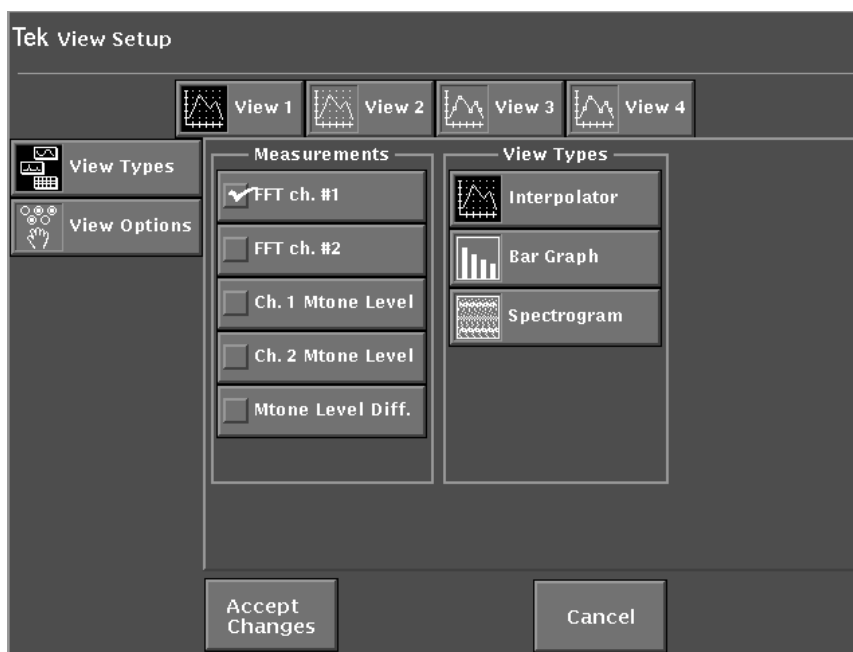 Tek View Setup
View 1
View 2
View 3
View 4
View Types
View Options
Measurements
FFT ch. #1
FFT ch. #2
Ch. 1 Mtone Level
Ch. 2 Mtone Level
Mtone Level Diff.
View Types
Interpolator
Bar Graph
Spectrogram
Accept
Changes
Cancel